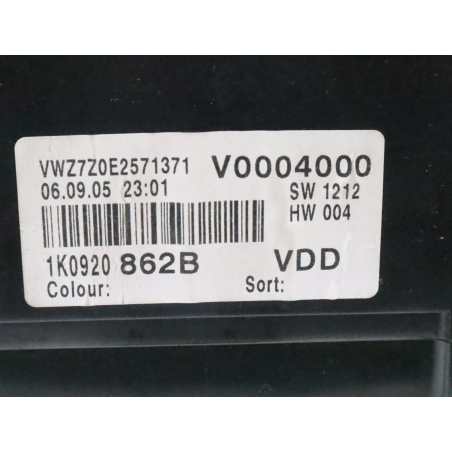 VWZ7Z0E2571371 V0004000
06.09.05 23:01 SW 1212
HW 004
1K0920 862B VDD
Colour: Sort: